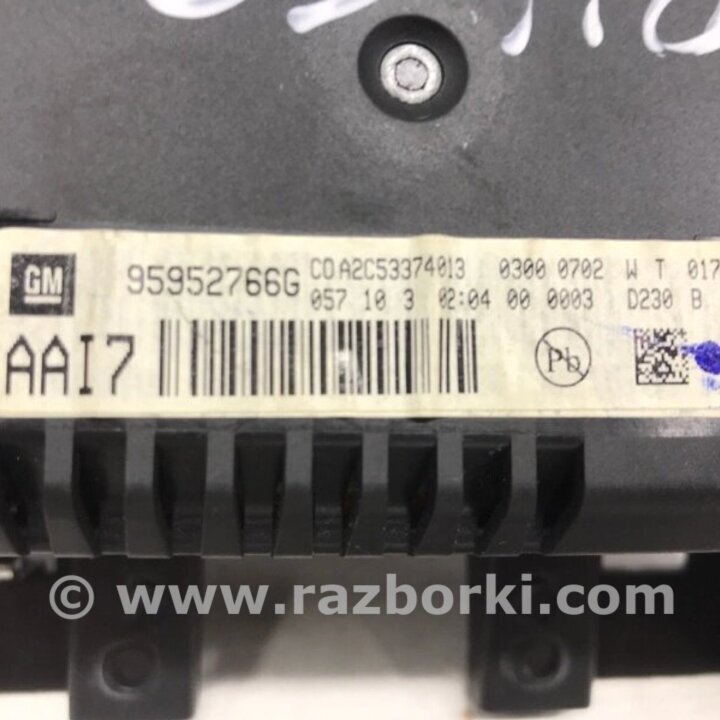 GM 95952766G C0 A2C53374013 0300 0702 W T 017
057 10 3 02:04 00 0003 D230 B
AAI7 Pb
© www.razborki.com